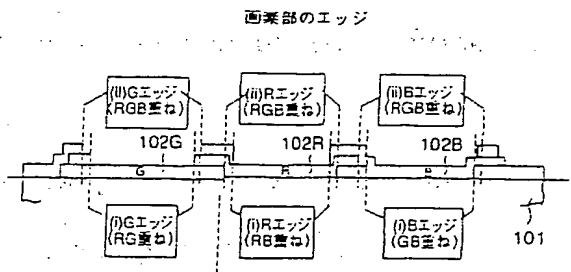 画素部のエッジ
(ii)Gエッジ
(RGB重ね)
(ii)Rエッジ
(RGB重ね)
(ii)Bエッジ
(RGB重ね)
102G
102R
102B
G
R
B
(i)Gエッジ
(RG重ね)
(i)Rエッジ
(RB重ね)
(i)Bエッジ
(GB重ね)
101